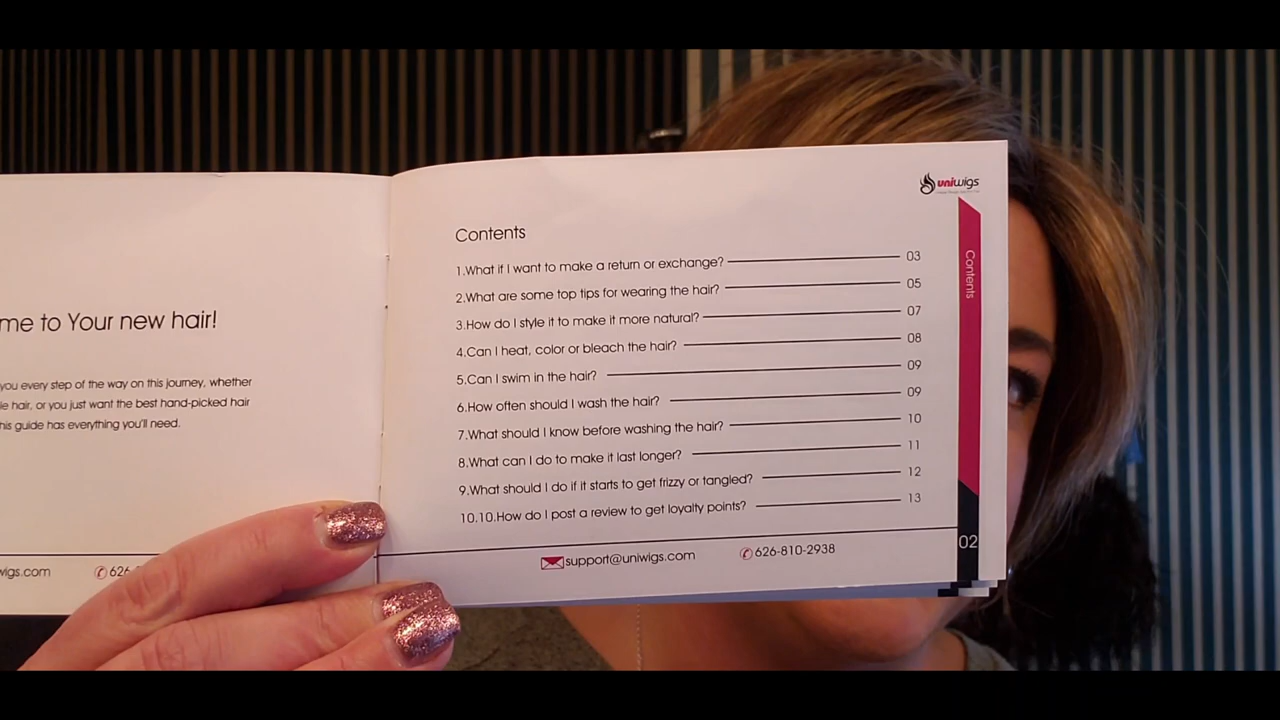 me to Your new hair!
you every step of the way on this journey, whether
hair, or you just want the best hand-picked hair
his guide has everything you'll need.
wigs.com 626-
uniwigs
Contents
1.What if I want to make a return or exchange? 03
2.What are some top tips for wearing the hair? 05
3.How do I style it to make it more natural? 07
4.Can I heat, color or bleach the hair? 08
5.Can I swim in the hair? 09
6.How often should I wash the hair? 09
7.What should I know before washing the hair? 10
8.What can I do to make it last longer? 11
9.What should I do if it starts to get frizzy or tangled? 12
10.10.How do I post a review to get loyalty points? 13
support@uniwigs.com 626-810-2938
Contents
02